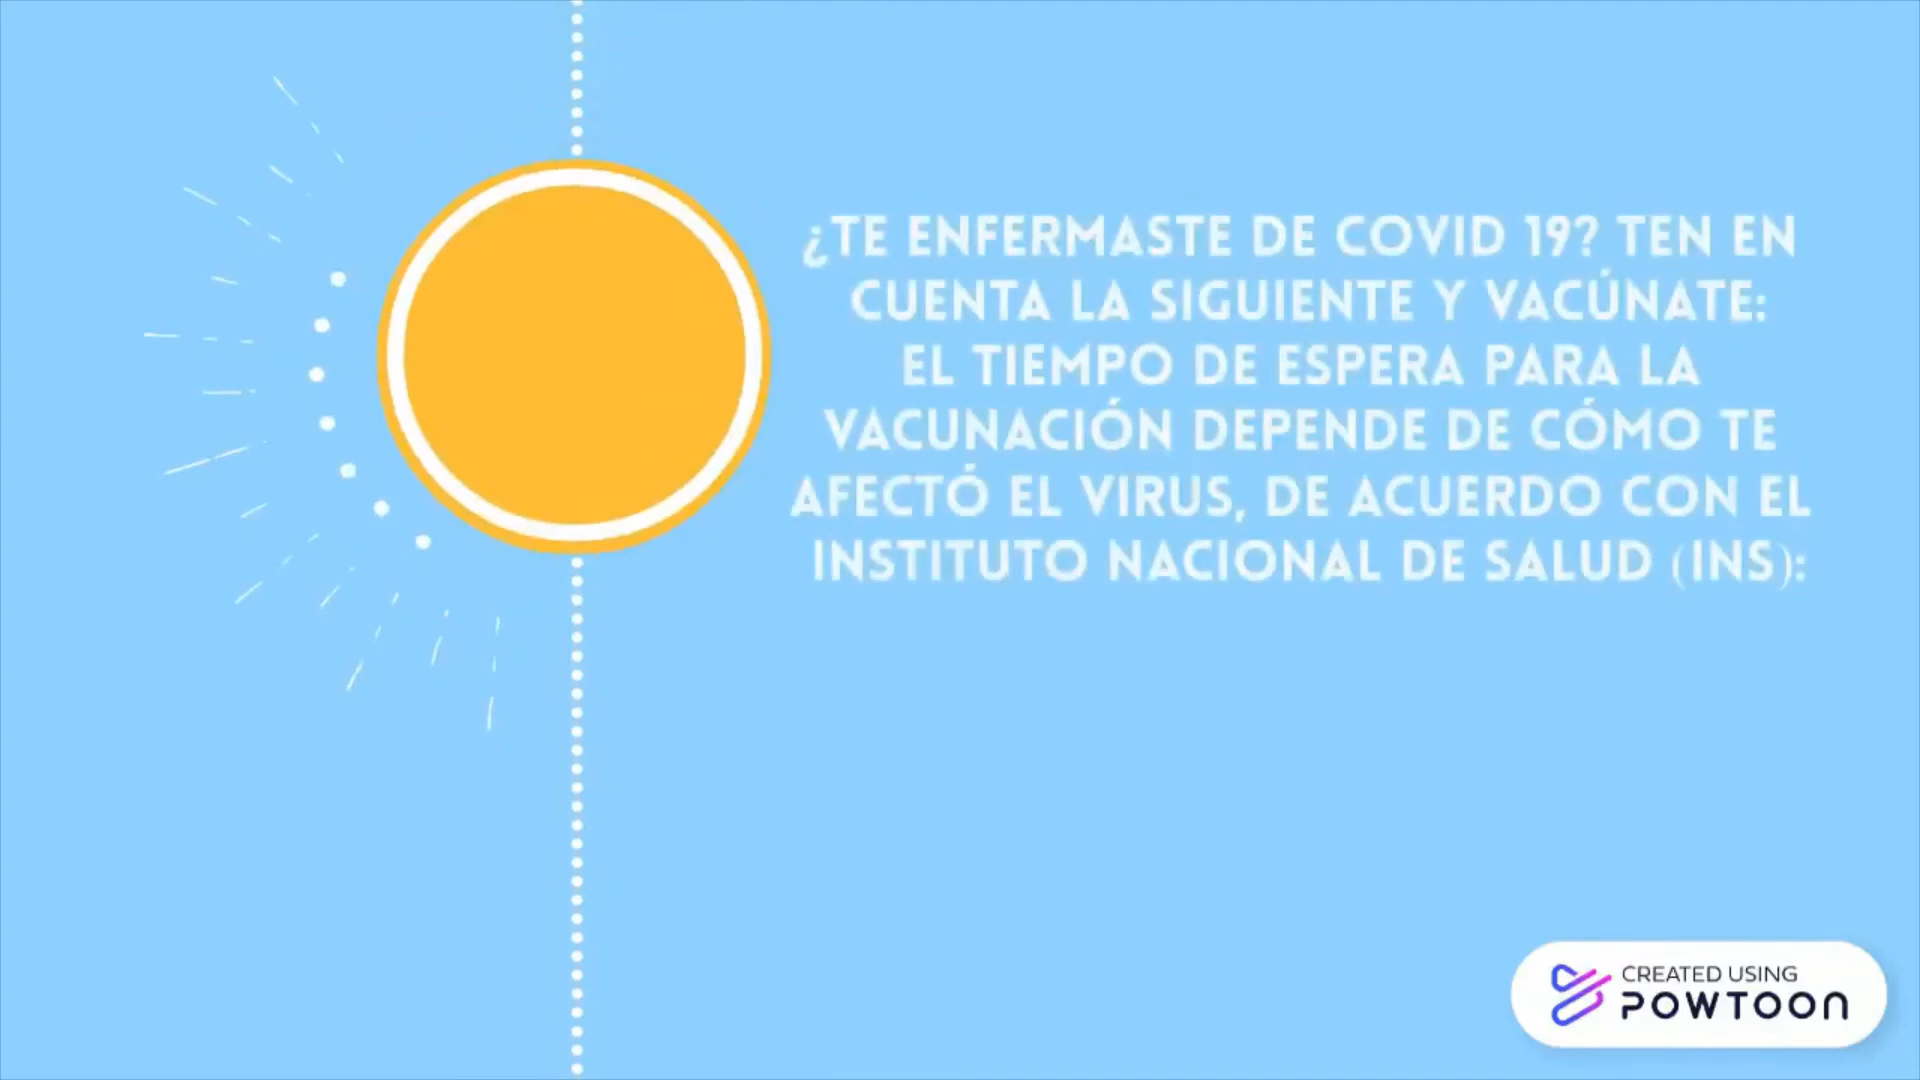 ¿TE ENFERMASTE DE COVID 19? TEN EN
CUENTA LA SIGUIENTE Y VACÚNATE:
EL TIEMPO DE ESPERA PARA LA
VACUNACIÓN DEPENDE DE CÓMO TE
AFECTÓ EL VIRUS, DE ACUERDO CON EL
INSTITUTO NACIONAL DE SALUD (INS):
CREATED USING
POWTOON